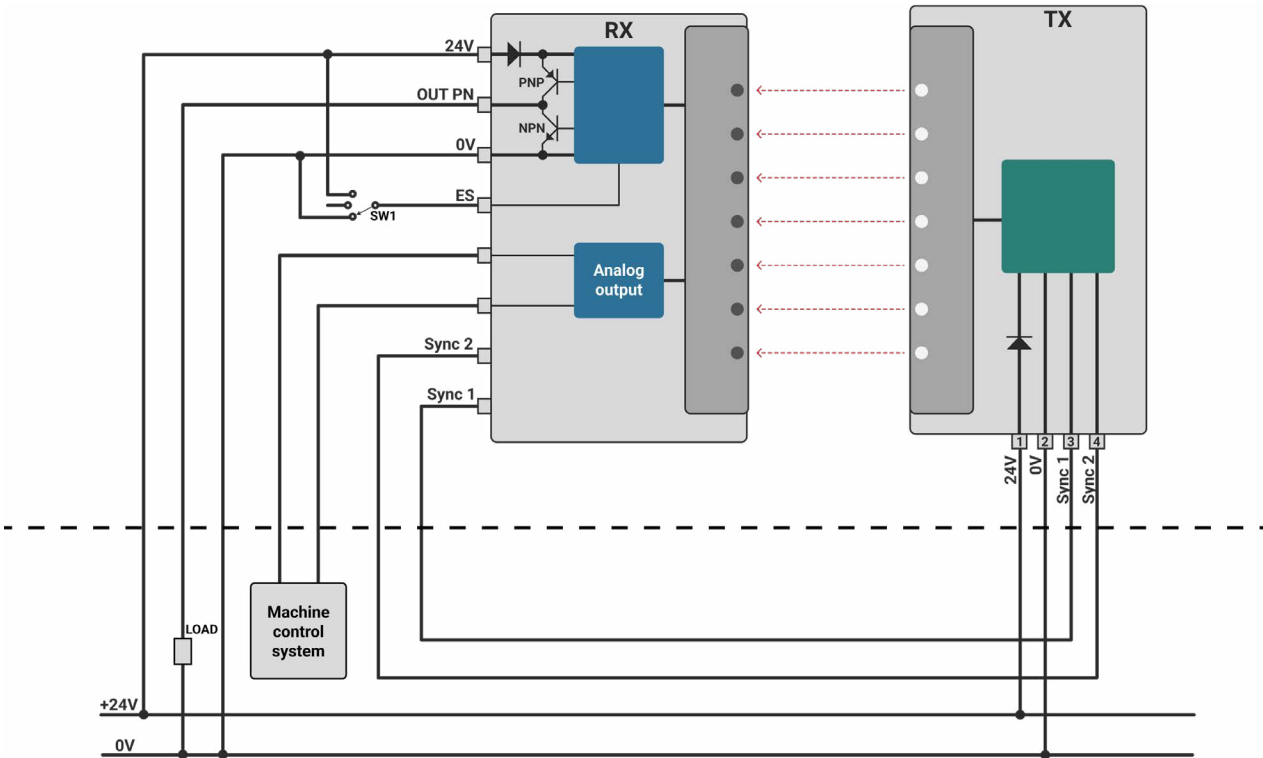 RX
TX
24V
PNP
OUT PN
NPN
0V
ES
SW1
Analog
output
Sync 2
Sync 1
1
2
3
4
24V
0V
Sync 1
Sync 2
Machine
control
system
LOAD
+24V
0V